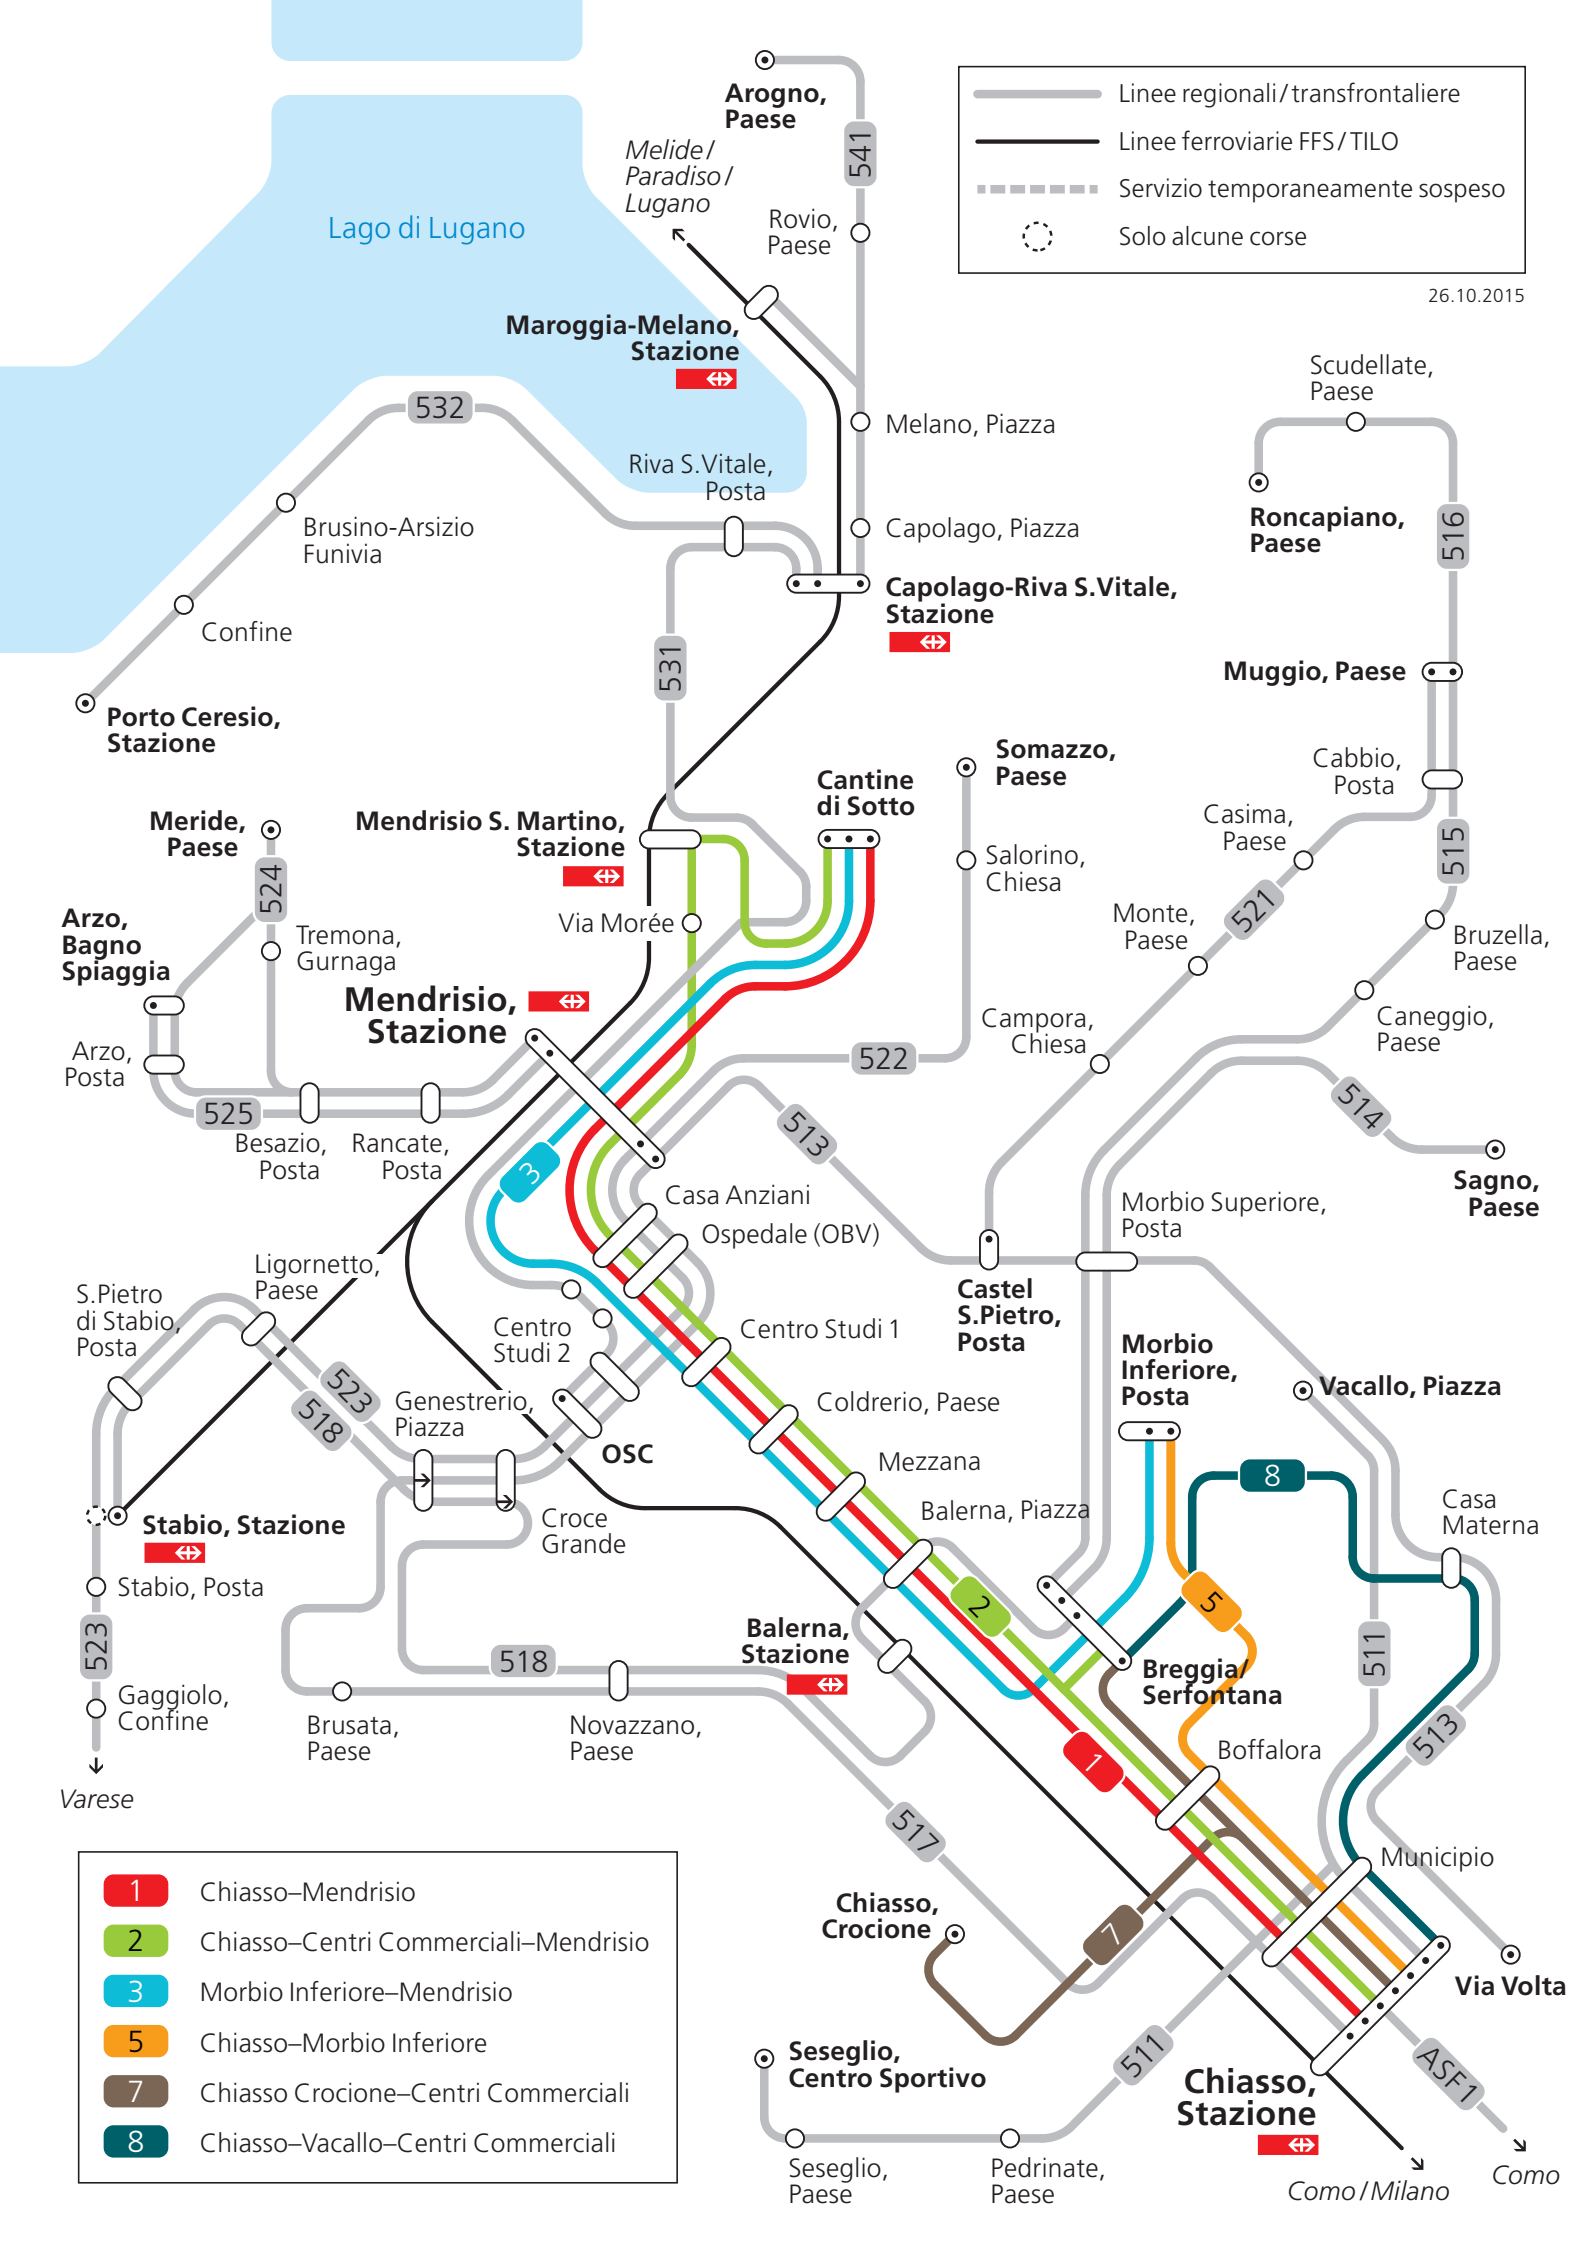 Arogno,
Paese
541
Melide/
Paradiso/
Lugano
Lago di Lugano
Rovio,
Paese
Linee regionali/transfrontaliere
Linee ferroviarie FFS/TILO
Servizio temporaneamente sospeso
Solo alcune corse
26.10.2015
Maroggia-Melano,
Stazione
Scudellate,
Paese
532
Melano, Piazza
Riva S.Vitale,
Posta
Brusino-Arsizio
Funivia
Capolago, Piazza
Roncapiano,
Paese
516
Capolago-Riva S.Vitale,
Stazione
Confine
531
Muggio, Paese
Porto Ceresio,
Stazione
Somazzo,
Paese
Cabbio,
Posta
Cantine
di Sotto
Meride,
Paese
Mendrisio S. Martino,
Stazione
Casima,
Paese
515
Salorino,
Chiesa
524
521
Arzo,
Bagno
Spiaggia
Via Morée
Monte,
Paese
Tremona,
Gurnaga
Bruzella,
Paese
Mendrisio,
Stazione
Campora,
Chiesa
Caneggio,
Paese
Arzo,
Posta
522
525
513
514
Besazio,
Posta
Rancate,
Posta
3
Casa Anziani
Ospedale (OBV)
Morbio Superiore,
Posta
Sagno,
Paese
Ligornetto,
Paese
S.Pietro
di Stabio,
Posta
Castel
S.Pietro,
Posta
Centro
Studi 2
Centro Studi 1
Morbio
Inferiore,
Posta
523
518
Genestrerio,
Piazza
Coldrerio, Paese
Vacallo, Piazza
OSC
Mezzana
8
Balerna, Piazza
Casa
Materna
Stabio, Stazione
Croce
Grande
Stabio, Posta
2
5
523
Balerna,
Stazione
518
511
Breggia/
Serfontana
Gaggiolo,
Confine
Brusata,
Paese
Novazzano,
Paese
513
1
Boffalora
Varese
517
Municipio
1 Chiasso–Mendrisio
2 Chiasso–Centri Commerciali–Mendrisio
3 Morbio Inferiore–Mendrisio
5 Chiasso–Morbio Inferiore
7 Chiasso Crocione–Centri Commerciali
8 Chiasso–Vacallo–Centri Commerciali
Chiasso,
Crocione
7
Via Volta
Seseglio,
Centro Sportivo
511
Chiasso,
Stazione
ASF1
Seseglio,
Paese
Pedrinate,
Paese
Como/Milano
Como